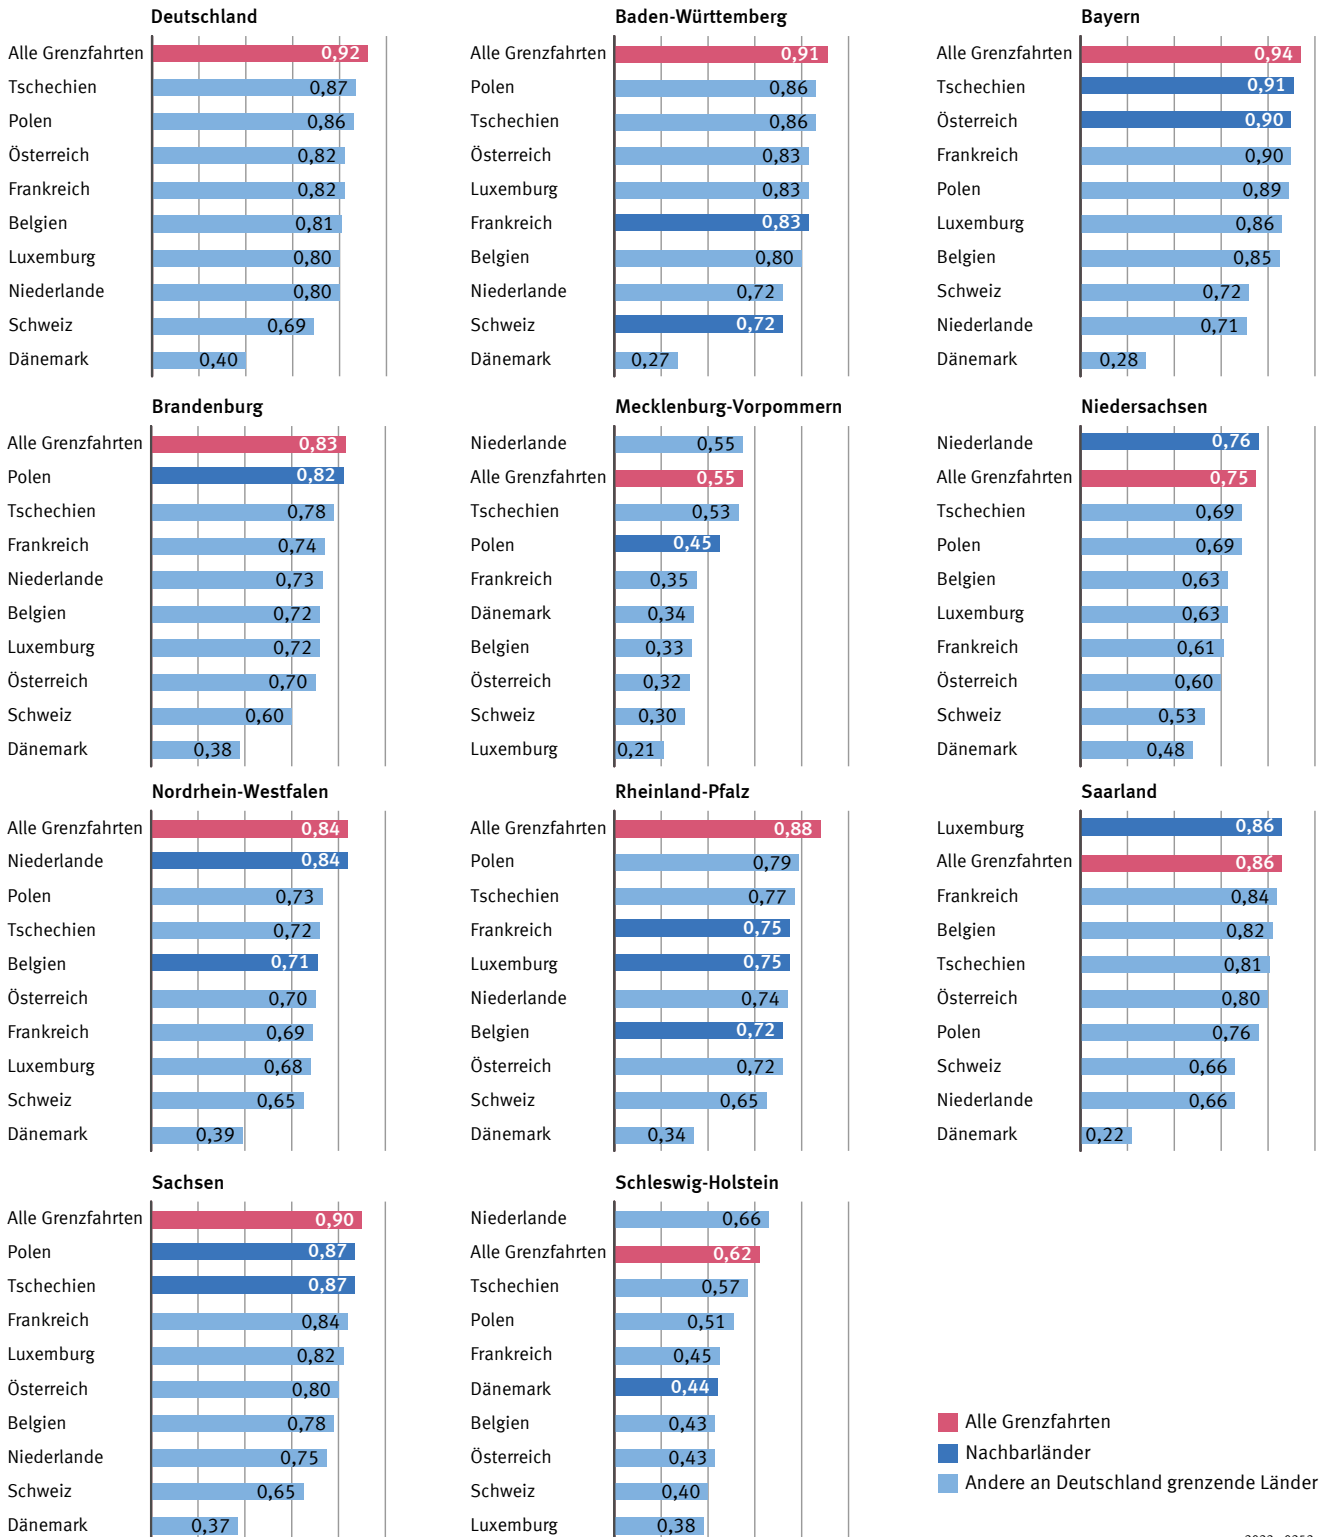 Deutschland
Alle Grenzfahrten 0,92
Tschechien 0,87
Polen 0,86
Österreich 0,82
Frankreich 0,82
Belgien 0,81
Luxemburg 0,80
Niederlande 0,80
Schweiz 0,69
Dänemark 0,40
Baden-Württemberg
Alle Grenzfahrten 0,91
Polen 0,86
Tschechien 0,86
Österreich 0,83
Luxemburg 0,83
Frankreich 0,83
Belgien 0,80
Niederlande 0,72
Schweiz 0,72
Dänemark 0,27
Bayern
Alle Grenzfahrten 0,94
Tschechien 0,91
Österreich 0,90
Frankreich 0,90
Polen 0,89
Luxemburg 0,86
Belgien 0,85
Schweiz 0,72
Niederlande 0,71
Dänemark 0,28
Brandenburg
Alle Grenzfahrten 0,83
Polen 0,82
Tschechien 0,78
Frankreich 0,74
Niederlande 0,73
Belgien 0,72
Luxemburg 0,72
Österreich 0,70
Schweiz 0,60
Dänemark 0,38
Mecklenburg-Vorpommern
Niederlande 0,55
Alle Grenzfahrten 0,55
Tschechien 0,53
Polen 0,45
Frankreich 0,35
Dänemark 0,34
Belgien 0,33
Österreich 0,32
Schweiz 0,30
Luxemburg 0,21
Niedersachsen
Niederlande 0,76
Alle Grenzfahrten 0,75
Tschechien 0,69
Polen 0,69
Belgien 0,63
Luxemburg 0,63
Frankreich 0,61
Österreich 0,60
Schweiz 0,53
Dänemark 0,48
Nordrhein-Westfalen
Alle Grenzfahrten 0,84
Niederlande 0,84
Polen 0,73
Tschechien 0,72
Belgien 0,71
Österreich 0,70
Frankreich 0,69
Luxemburg 0,68
Schweiz 0,65
Dänemark 0,39
Rheinland-Pfalz
Alle Grenzfahrten 0,88
Polen 0,79
Tschechien 0,77
Frankreich 0,75
Luxemburg 0,75
Niederlande 0,74
Belgien 0,72
Österreich 0,72
Schweiz 0,65
Dänemark 0,34
Saarland
Luxemburg 0,86
Alle Grenzfahrten 0,86
Frankreich 0,84
Belgien 0,82
Tschechien 0,81
Österreich 0,80
Polen 0,76
Schweiz 0,66
Niederlande 0,66
Dänemark 0,22
Sachsen
Alle Grenzfahrten 0,90
Polen 0,87
Tschechien 0,87
Frankreich 0,84
Luxemburg 0,82
Österreich 0,80
Belgien 0,78
Niederlande 0,75
Schweiz 0,65
Dänemark 0,37
Schleswig-Holstein
Niederlande 0,66
Alle Grenzfahrten 0,62
Tschechien 0,57
Polen 0,51
Frankreich 0,45
Dänemark 0,44
Belgien 0,43
Österreich 0,43
Schweiz 0,40
Luxemburg 0,38
Alle Grenzfahrten
Nachbarländer
Andere an Deutschland grenzende Länder